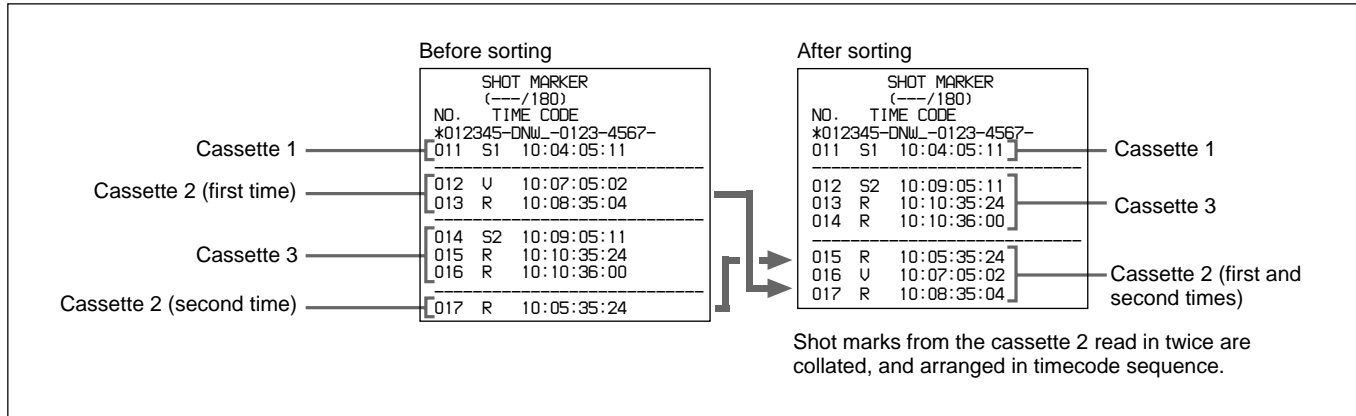 Before sorting
SHOT MARKER
(---/180)
NO. TIME CODE
*012345-DNW_-0123-4567-
Cassette 1
011 S1 10:04:05:11
------------------------------
Cassette 2 (first time)
012 V 10:07:05:02
013 R 10:08:35:04
------------------------------
Cassette 3
014 S2 10:09:05:11
015 R 10:10:35:24
016 R 10:10:36:00
------------------------------
Cassette 2 (second time)
017 R 10:05:35:24
After sorting
SHOT MARKER
(---/180)
NO. TIME CODE
*012345-DNW_-0123-4567-
011 S1 10:04:05:11
Cassette 1
------------------------------
012 S2 10:09:05:11
013 R 10:10:35:24
014 R 10:10:36:00
Cassette 3
------------------------------
015 R 10:05:35:24
016 V 10:07:05:02
017 R 10:08:35:04
Cassette 2 (first and
second times)
Shot marks from the cassette 2 read in twice are
collated, and arranged in timecode sequence.